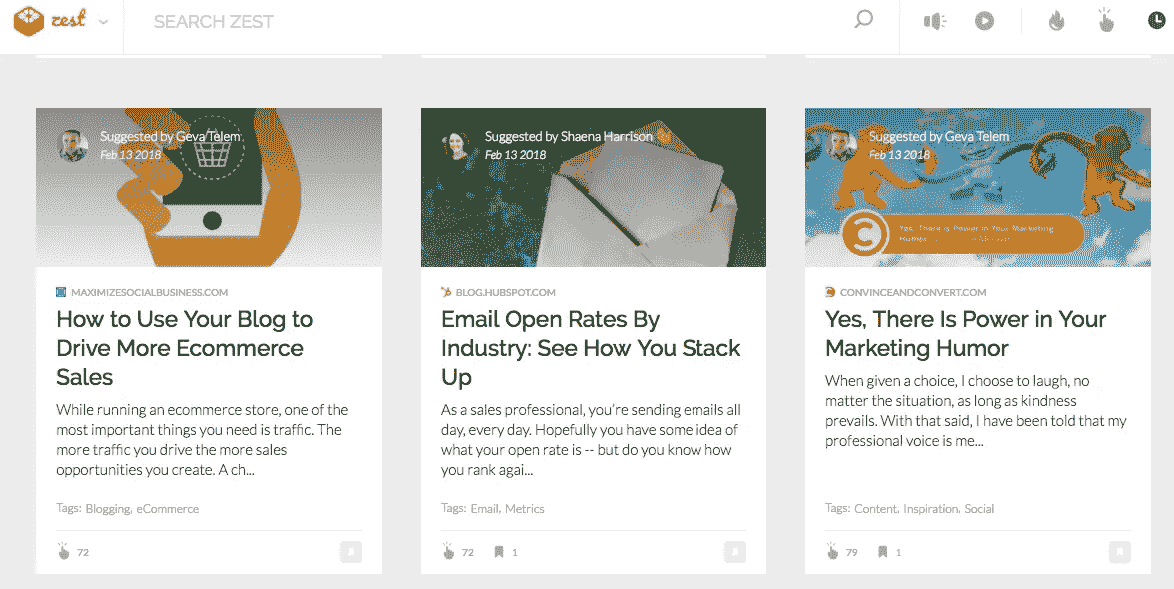 zest
SEARCH ZEST
Suggested by Geva Telem
Feb 13 2018
MAXIMIZESOCIALBUSINESS.COM
How to Use Your Blog to
Drive More Ecommerce
Sales
While running an ecommerce store, one of the
most important things you need is traffic. The
more traffic you drive the more sales
opportunities you create. A ch...
Tags: Blogging, eCommerce
72
Suggested by Shaena Harrison
Feb 13 2018
BLOG.HUBSPOT.COM
Email Open Rates By
Industry: See How You Stack
Up
As a sales professional, you're sending emails all
day, every day. Hopefully you have some idea of
what your open rate is -- but do you know how
you rank agai...
Tags: Email, Metrics
72 1
Suggested by Geva Telem
Feb 13 2018
Yes, There is Power in Your Marketing
Humor
CONVINCEANDCONVERT.COM
Yes, There Is Power in Your
Marketing Humor
When given a choice, I choose to laugh, no
matter the situation, as long as kindness
prevails. With that said, I have been told that my
professional voice is me...
Tags: Content, Inspiration, Social
79 1